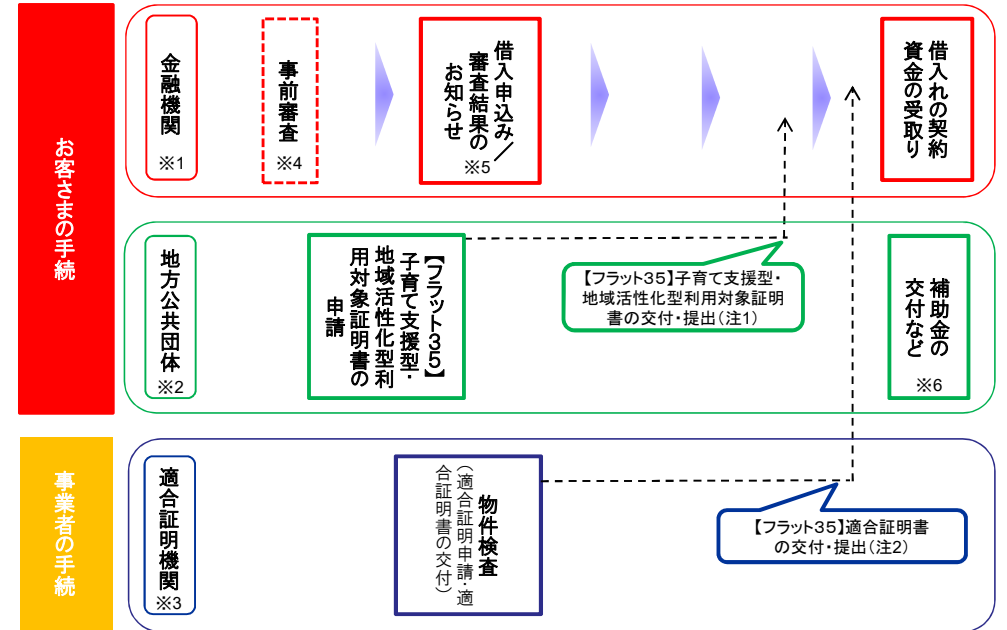 お客さまの手続
金融機関
※1
事前審査
※4
借入申込み／
審査結果の
お知らせ
※5
借入れの契約
資金の受取り
地方公共団体
※2
【フラット３５】
子育て支援型・
地域活性化型利
用対象証明書の
申請
【フラット35】子育て支援型・
地域活性化型利用対象証明
書の交付・提出（注1）
補助金の
交付など
※6
事業者の手続
適合証明機関
※3
物件検査
（適合証明申請・適
合証明書の交付）
【フラット35】適合証明書
の交付・提出（注2）